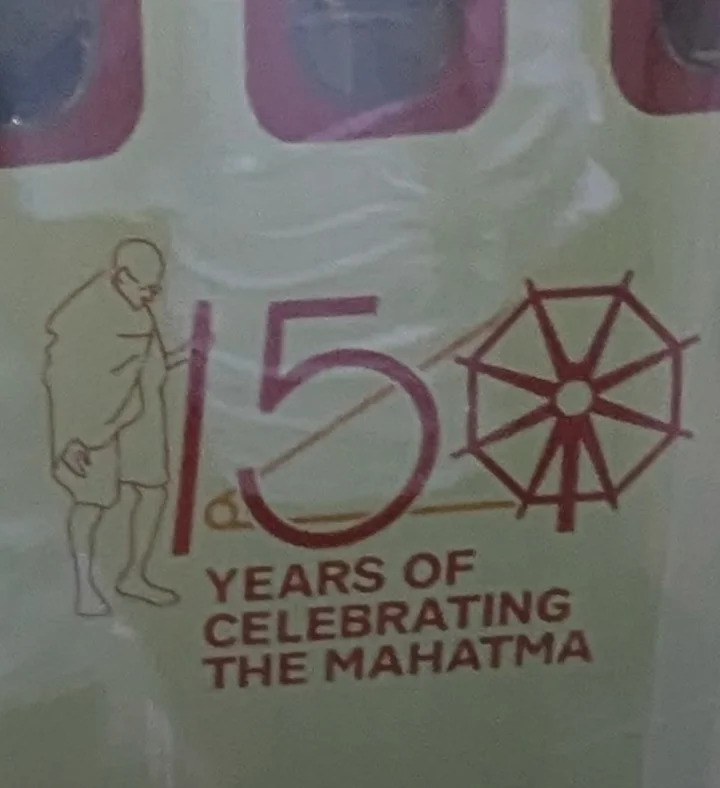 150
YEARS OF
CELEBRATING
THE MAHATMA